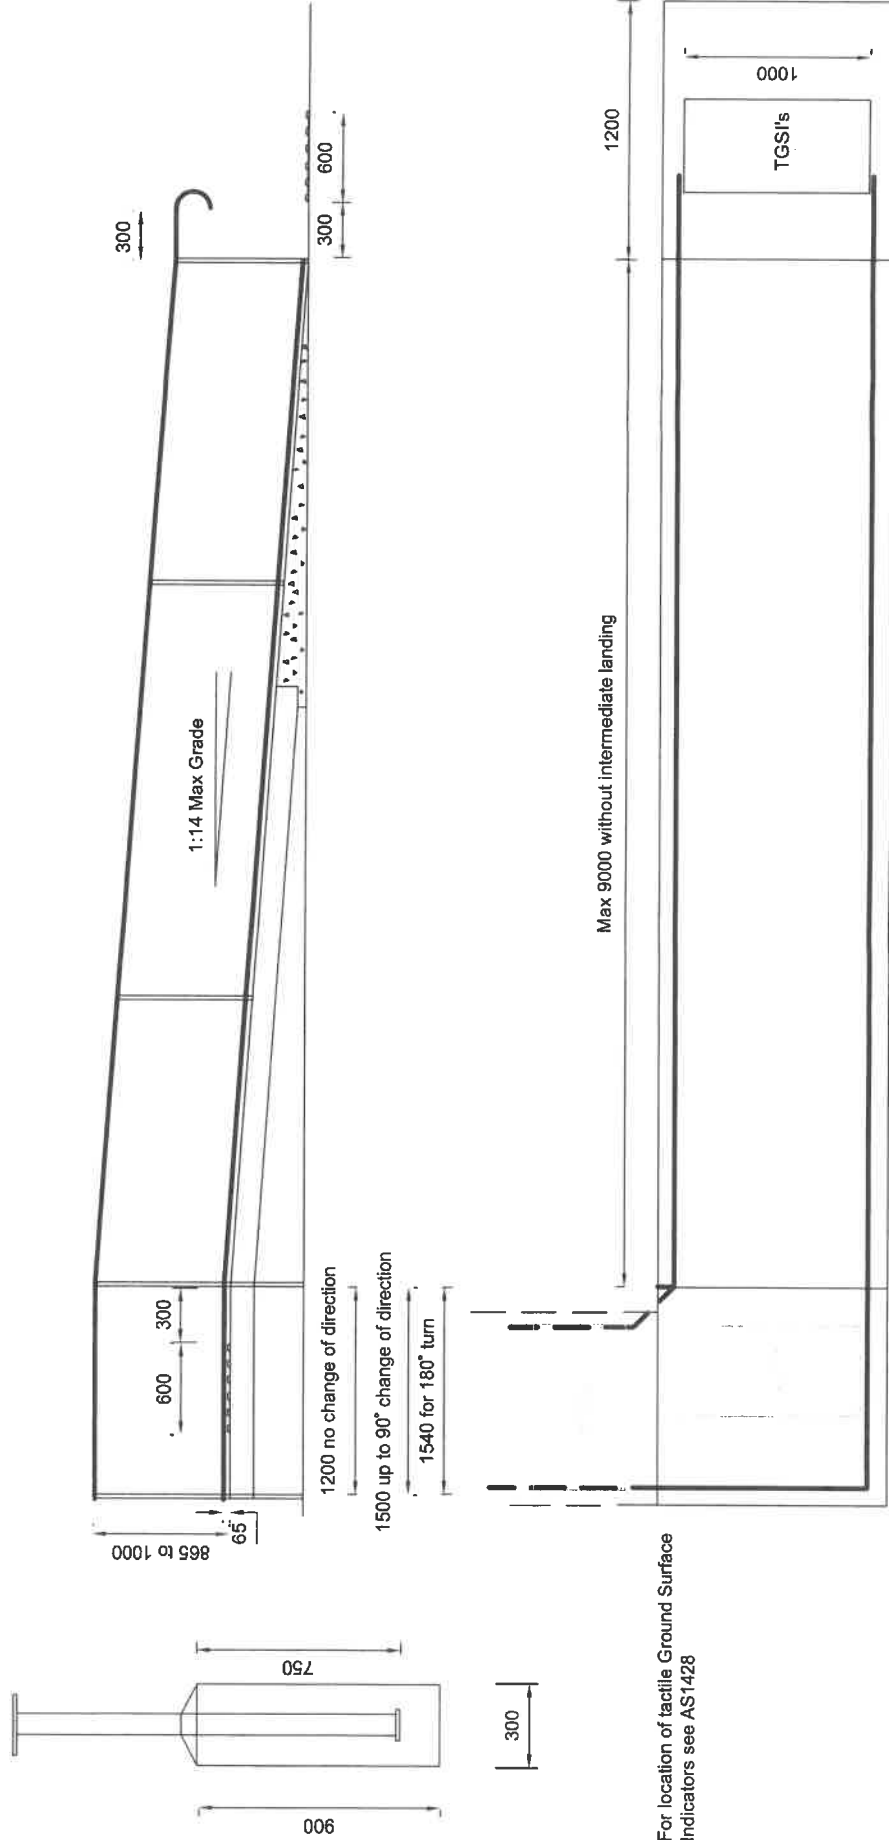 300
300
600
1:14 Max Grade
300
600
865 to 1000
65
1200 no change of direction
1500 up to 90° change of direction
1540 for 180° turn
750
300
900
1200
1000
TGSI's
Max 9000 without intermediate landing
For location of tactile Ground Surface
Indicators see AS1428